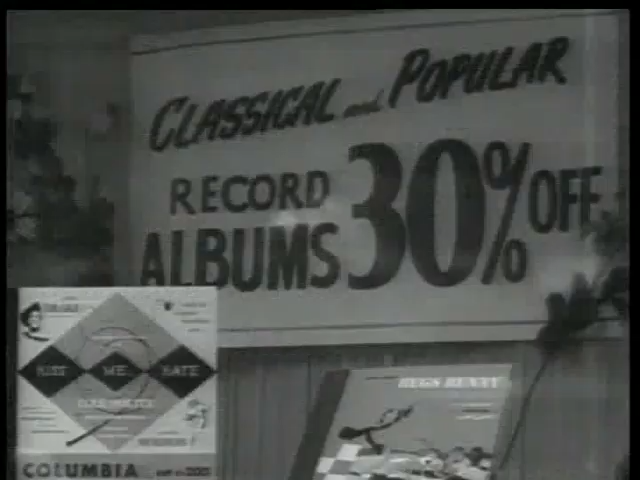 CLASSICAL and POPULAR
RECORD
ALBUMS 30% OFF
KISS ME KATE
COLUMBIA
BUGS BUNNY